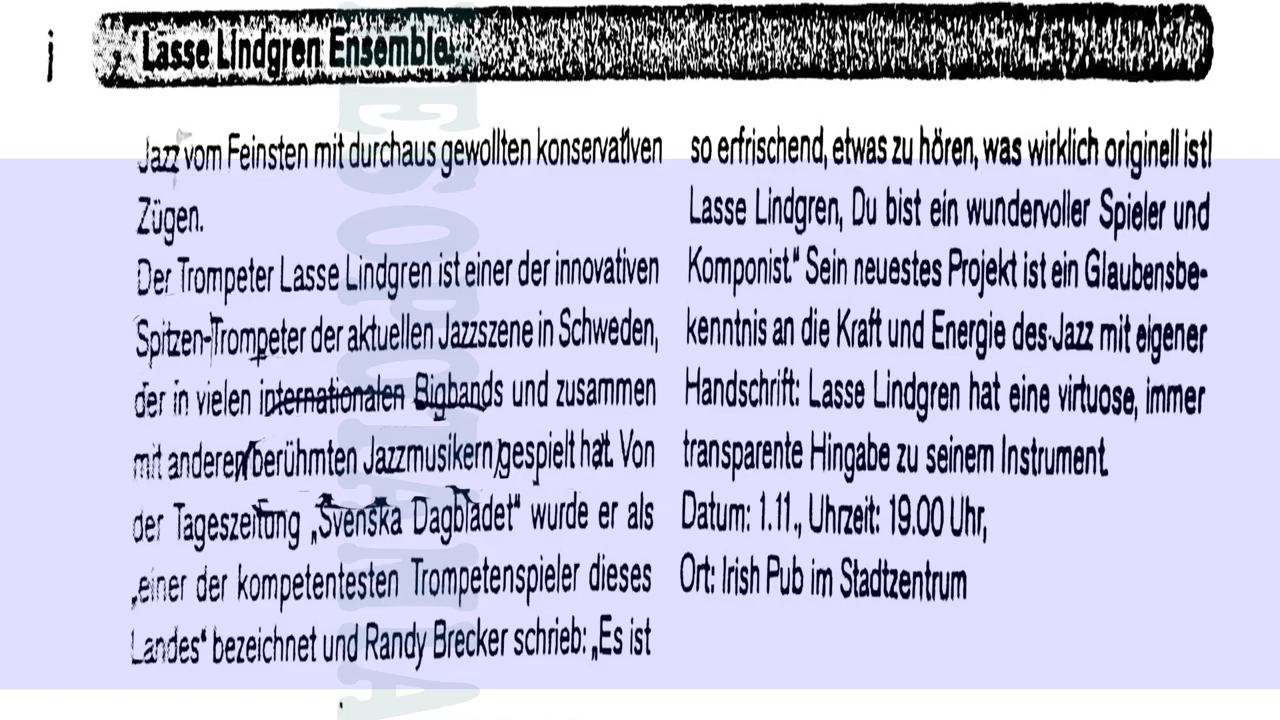 Lasse Lindgren Ensemble
Jazz vom Feinsten mit durchaus gewollten konservativen
Zügen.
Der Trompeter Lasse Lindgren ist einer der innovativen
Spitzen-Trompeter der aktuellen Jazzszene in Schweden,
der in vielen internationalen Bigbands und zusammen
mit anderen berühmten Jazzmusikern gespielt hat. Von
der Tageszeitung „Svenska Dagbladet“ wurde er als
„einer der kompetentesten Trompetenspieler dieses
Landes“ bezeichnet und Randy Brecker schrieb: „Es ist
so erfrischend, etwas zu hören, was wirklich originell ist!
Lasse Lindgren, Du bist ein wundervoller Spieler und
Komponist.“ Sein neuestes Projekt ist ein Glaubensbe-
kenntnis an die Kraft und Energie des Jazz mit eigener
Handschrift: Lasse Lindgren hat eine virtuose, immer
transparente Hingabe zu seinem Instrument.
Datum: 1.11., Uhrzeit: 19.00 Uhr,
Ort: Irish Pub im Stadtzentrum